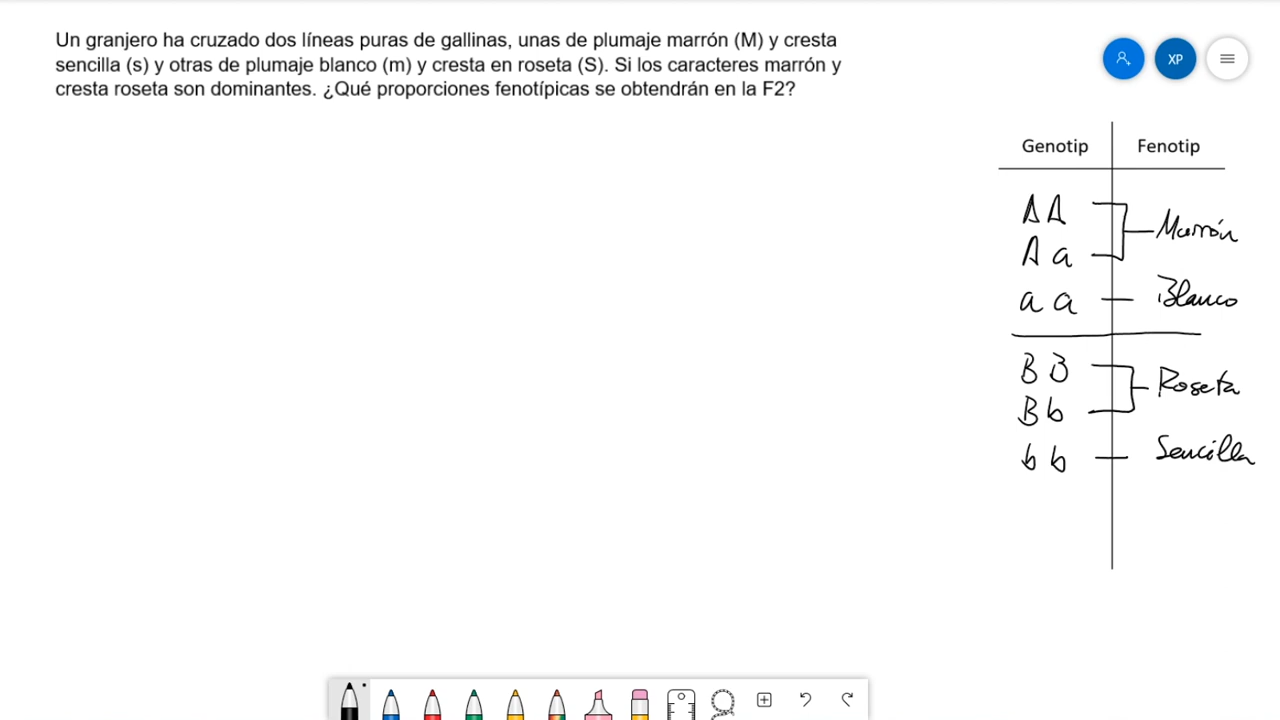 Un granjero ha cruzado dos líneas puras de gallinas, unas de plumaje marrón (M) y cresta
sencilla (s) y otras de plumaje blanco (m) y cresta en roseta (S). Si los caracteres marrón y
cresta roseta son dominantes. ¿Qué proporciones fenotípicas se obtendrán en la F2?
XP
Genotip Fenotip
AA
Marrón
Aa
aa Blanco
BB
Roseta
Bb
bb Sencilla